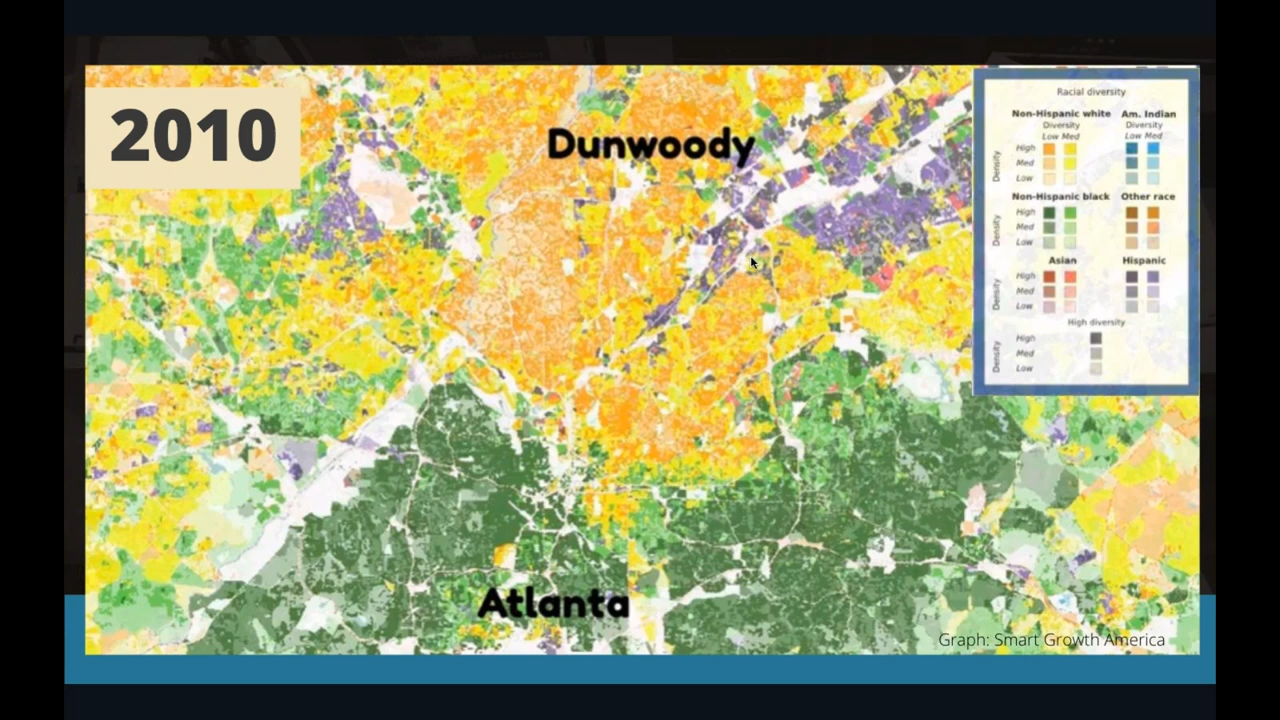 2010
Dunwoody
Atlanta
Racial diversity
Non-Hispanic white Am. Indian
Diversity Diversity
Low Med Low Med
Density
High
Med
Low
Non-Hispanic black Other race
Density
High
Med
Low
Asian Hispanic
Density
High
Med
Low
High diversity
Density
High
Med
Low
Graph: Smart Growth America